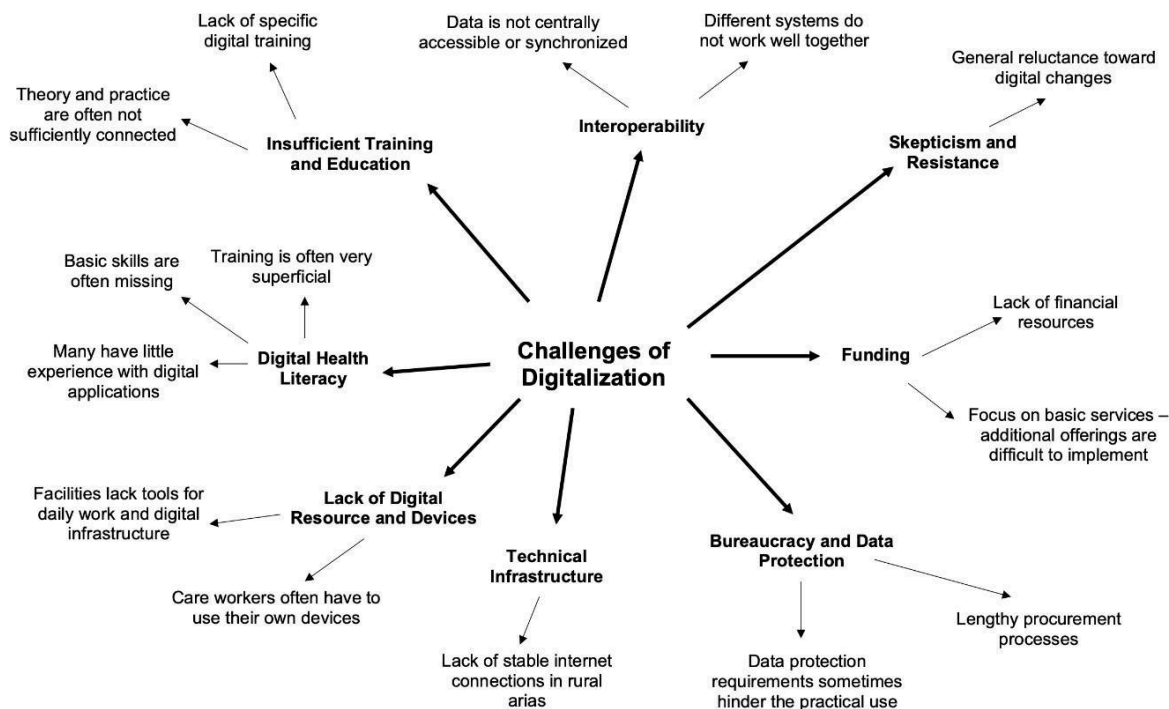 Lack of specific
digital training
Data is not centrally
accessible or synchronized
Different systems do
not work well together
General reluctance toward
digital changes
Theory and practice
are often not
sufficiently connected
Insufficient Training
and Education
Interoperability
Skepticism and
Resistance
Basic skills are
often missing
Training is often very
superficial
Many have little
experience with digital
applications
Digital Health
Literacy
Challenges of
Digitalization
Funding
Lack of financial
resources
Focus on basic services –
additional offerings are
difficult to implement
Facilities lack tools for
daily work and digital
infrastructure
Lack of Digital
Resource and Devices
Care workers often have to
use their own devices
Technical
Infrastructure
Lack of stable internet
connections in rural
arias
Bureaucracy and Data
Protection
Data protection
requirements sometimes
hinder the practical use
Lengthy procurement
processes